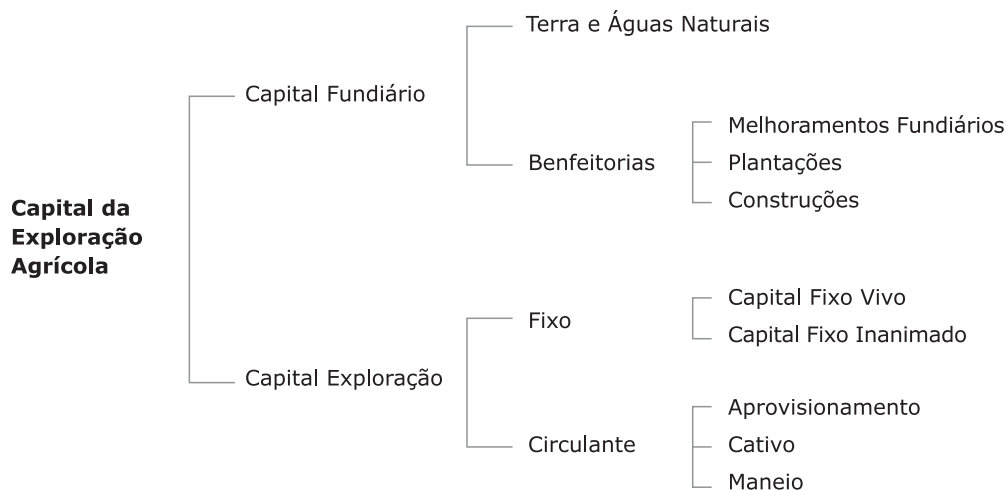 Capital da
Exploração
Agrícola
Capital Fundiário
Terra e Águas Naturais
Benfeitorias
Melhoramentos Fundiários
Plantações
Construções
Capital Exploração
Fixo
Capital Fixo Vivo
Capital Fixo Inanimado
Circulante
Aprovisionamento
Cativo
Maneio